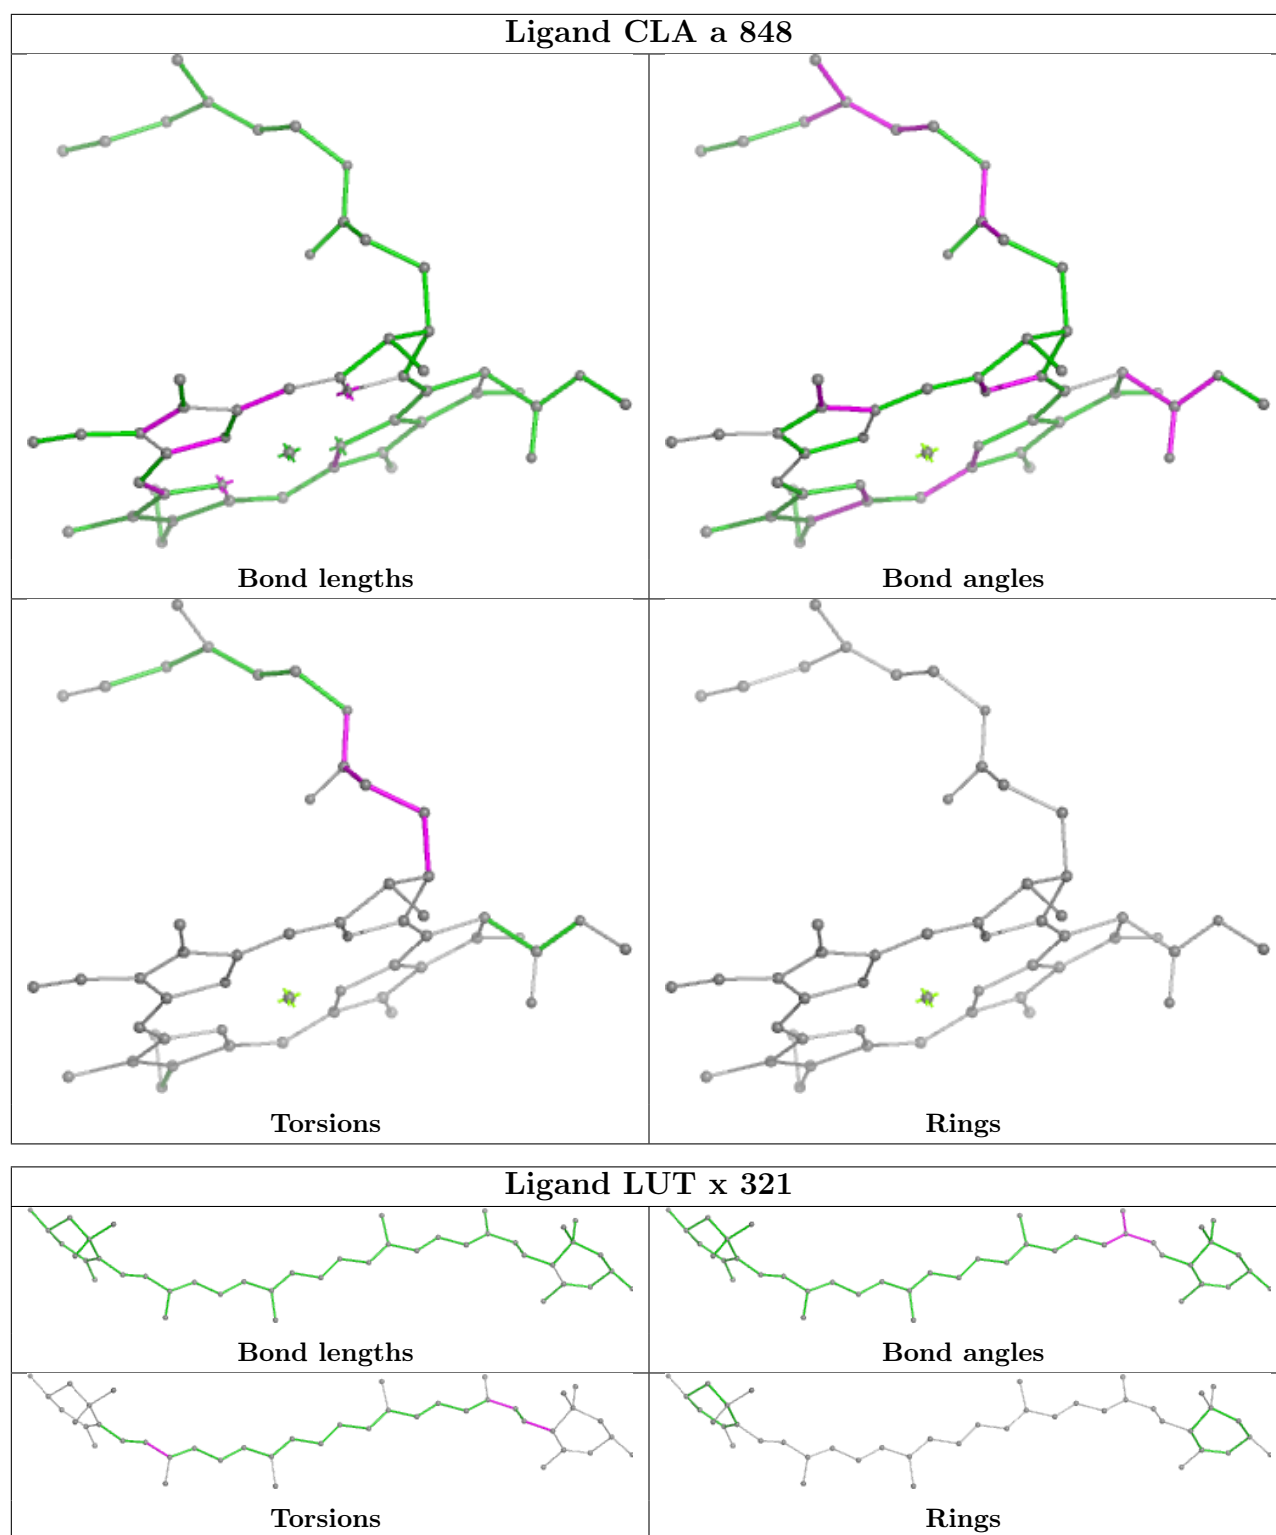 Ligand CLA a 848
Bond lengths
Bond angles
Torsions
Rings
Ligand LUT x 321
Bond lengths
Bond angles
Torsions
Rings